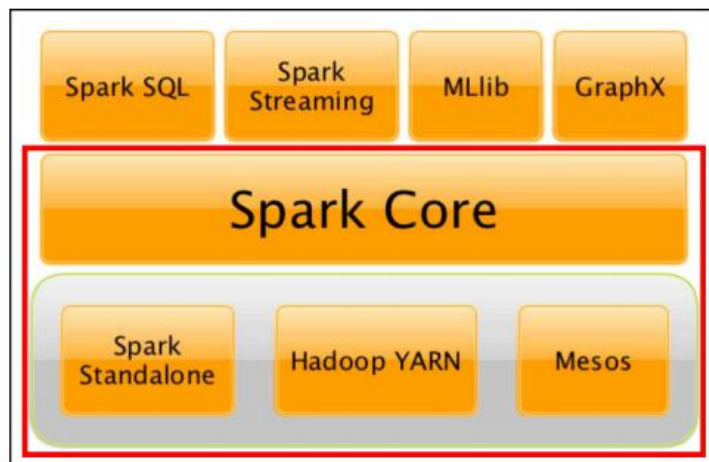 Spark SQL
Spark
Streaming
MLlib
GraphX
Spark Core
Spark
Standalone
Hadoop YARN
Mesos